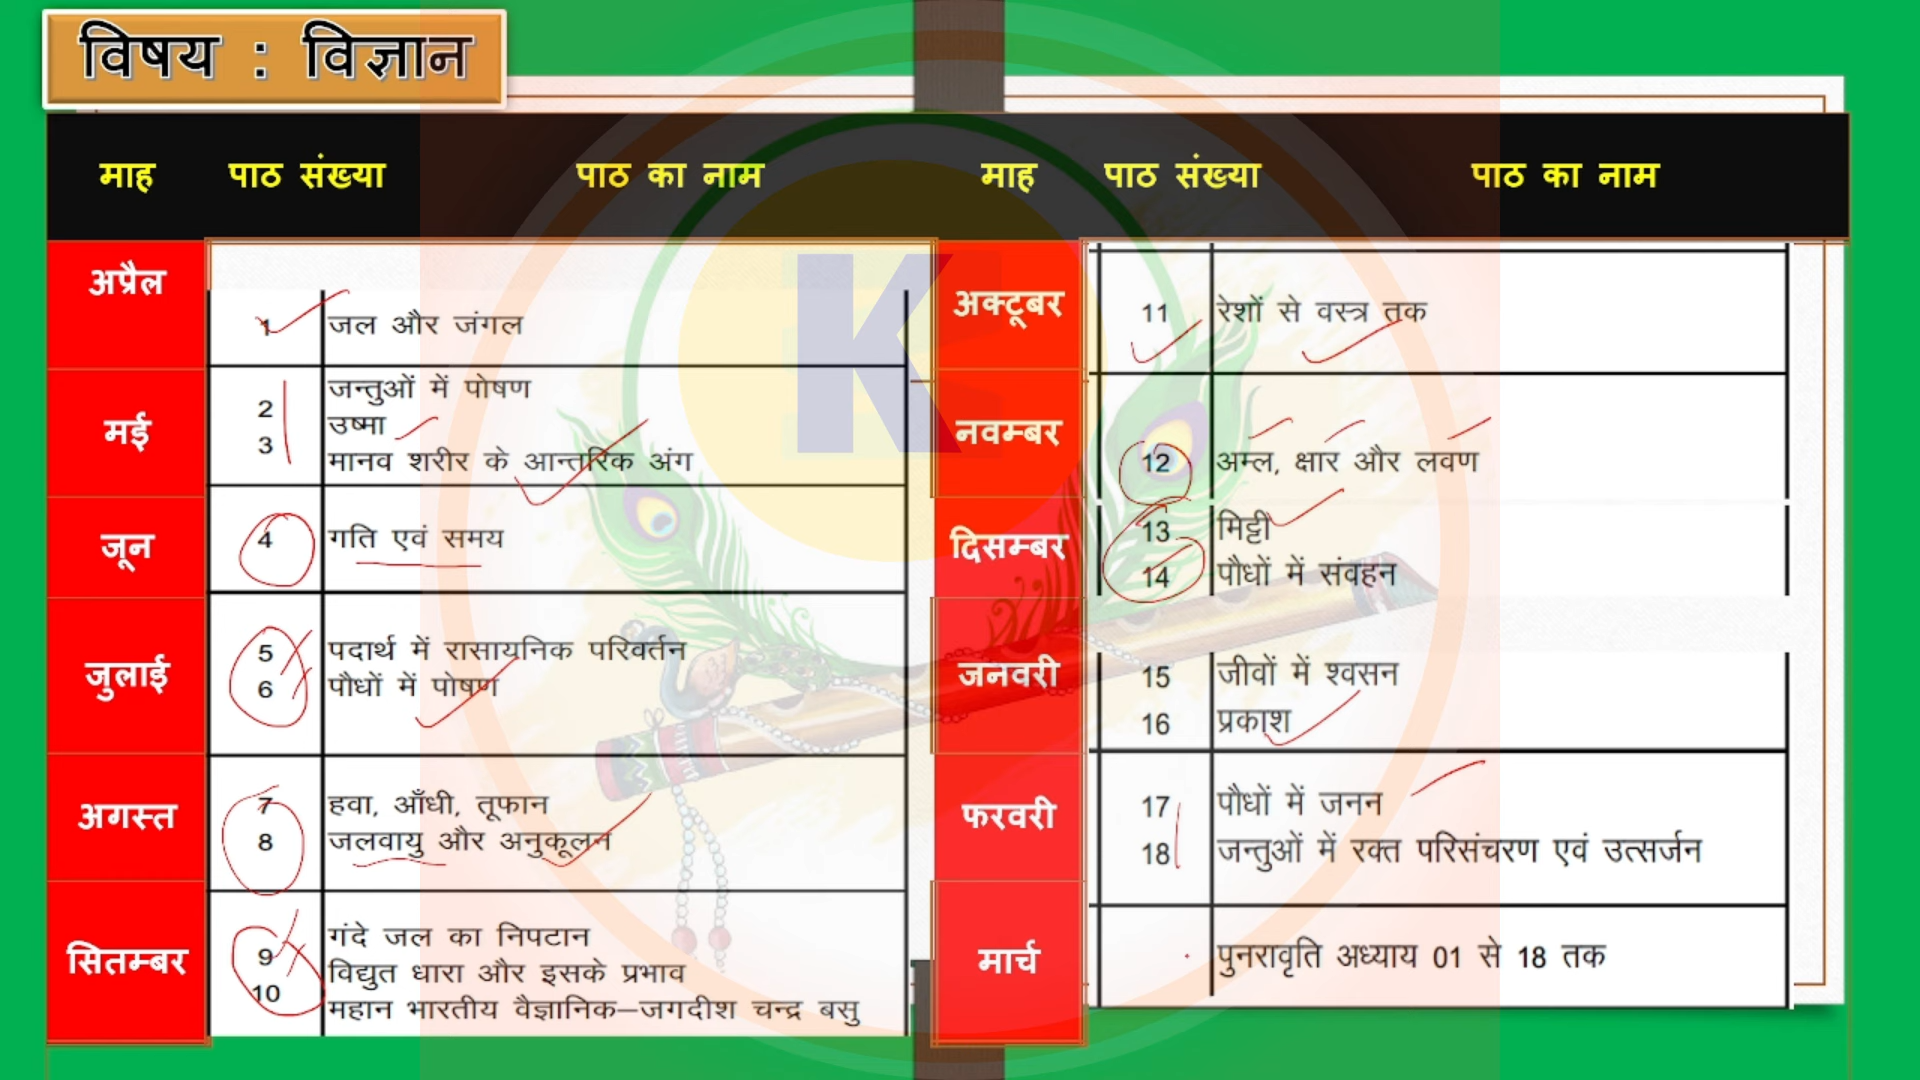 विषय : विज्ञान
माह पाठ संख्या पाठ का नाम माह पाठ संख्या पाठ का नाम
अप्रैल
1 जल और जंगल
मई
2 जन्तुओं में पोषण
3 उष्मा
मानव शरीर के आन्तरिक अंग
जून
4 गति एवं समय
जुलाई
5 पदार्थ में रासायनिक परिवर्तन
6 पौधों में पोषण
अगस्त
7 हवा, आँधी, तूफान
8 जलवायु और अनुकूलन
सितम्बर
गंदे जल का निपटान
9 विद्युत धारा और इसके प्रभाव
10 महान भारतीय वैज्ञानिक–जगदीश चन्द्र बसु
अक्टूबर
11 रेशों से वस्त्र तक
नवम्बर
12 अम्ल, क्षार और लवण
दिसम्बर
13 मिट्टी
14 पौधों में संवहन
जनवरी
15 जीवों में श्वसन
16 प्रकाश
फरवरी
17 पौधों में जनन
18 जन्तुओं में रक्त परिसंचरण एवं उत्सर्जन
मार्च
पुनरावृति अध्याय 01 से 18 तक
K